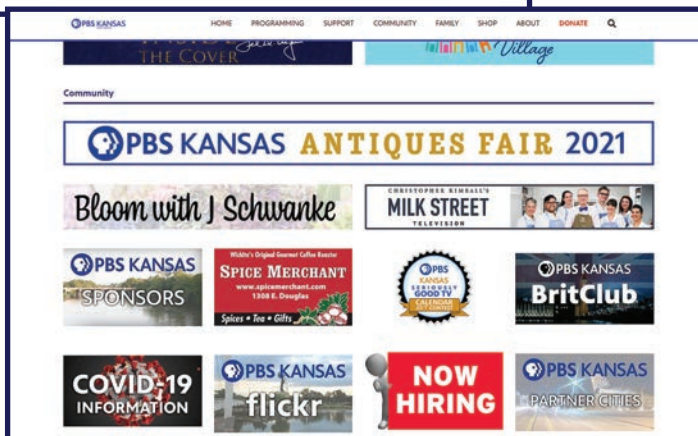 PBS KANSAS HOME PROGRAMMING SUPPORT COMMUNITY FAMILY SHOP ABOUT DONATE
THE COVER
Village
Community
PBS KANSAS ANTIQUES FAIR 2021
Bloom with J Schwanke
CHRISTOPHER KIMBALL'S
MILK STREET
TELEVISION
PBS KANSAS
SPONSORS
Wichita's Original Gourmet Coffee Roaster
SPICE MERCHANT
www.spicemerchant.com
1308 E. Douglas
Spices • Tea • Gifts
PBS
KANSAS
SERIOUSLY
GOOD TV
CALENDAR
PBS KANSAS
BritClub
COVID-19
INFORMATION
PBS KANSAS
flickr
NOW
HIRING
PBS KANSAS
PARTNER CITIES